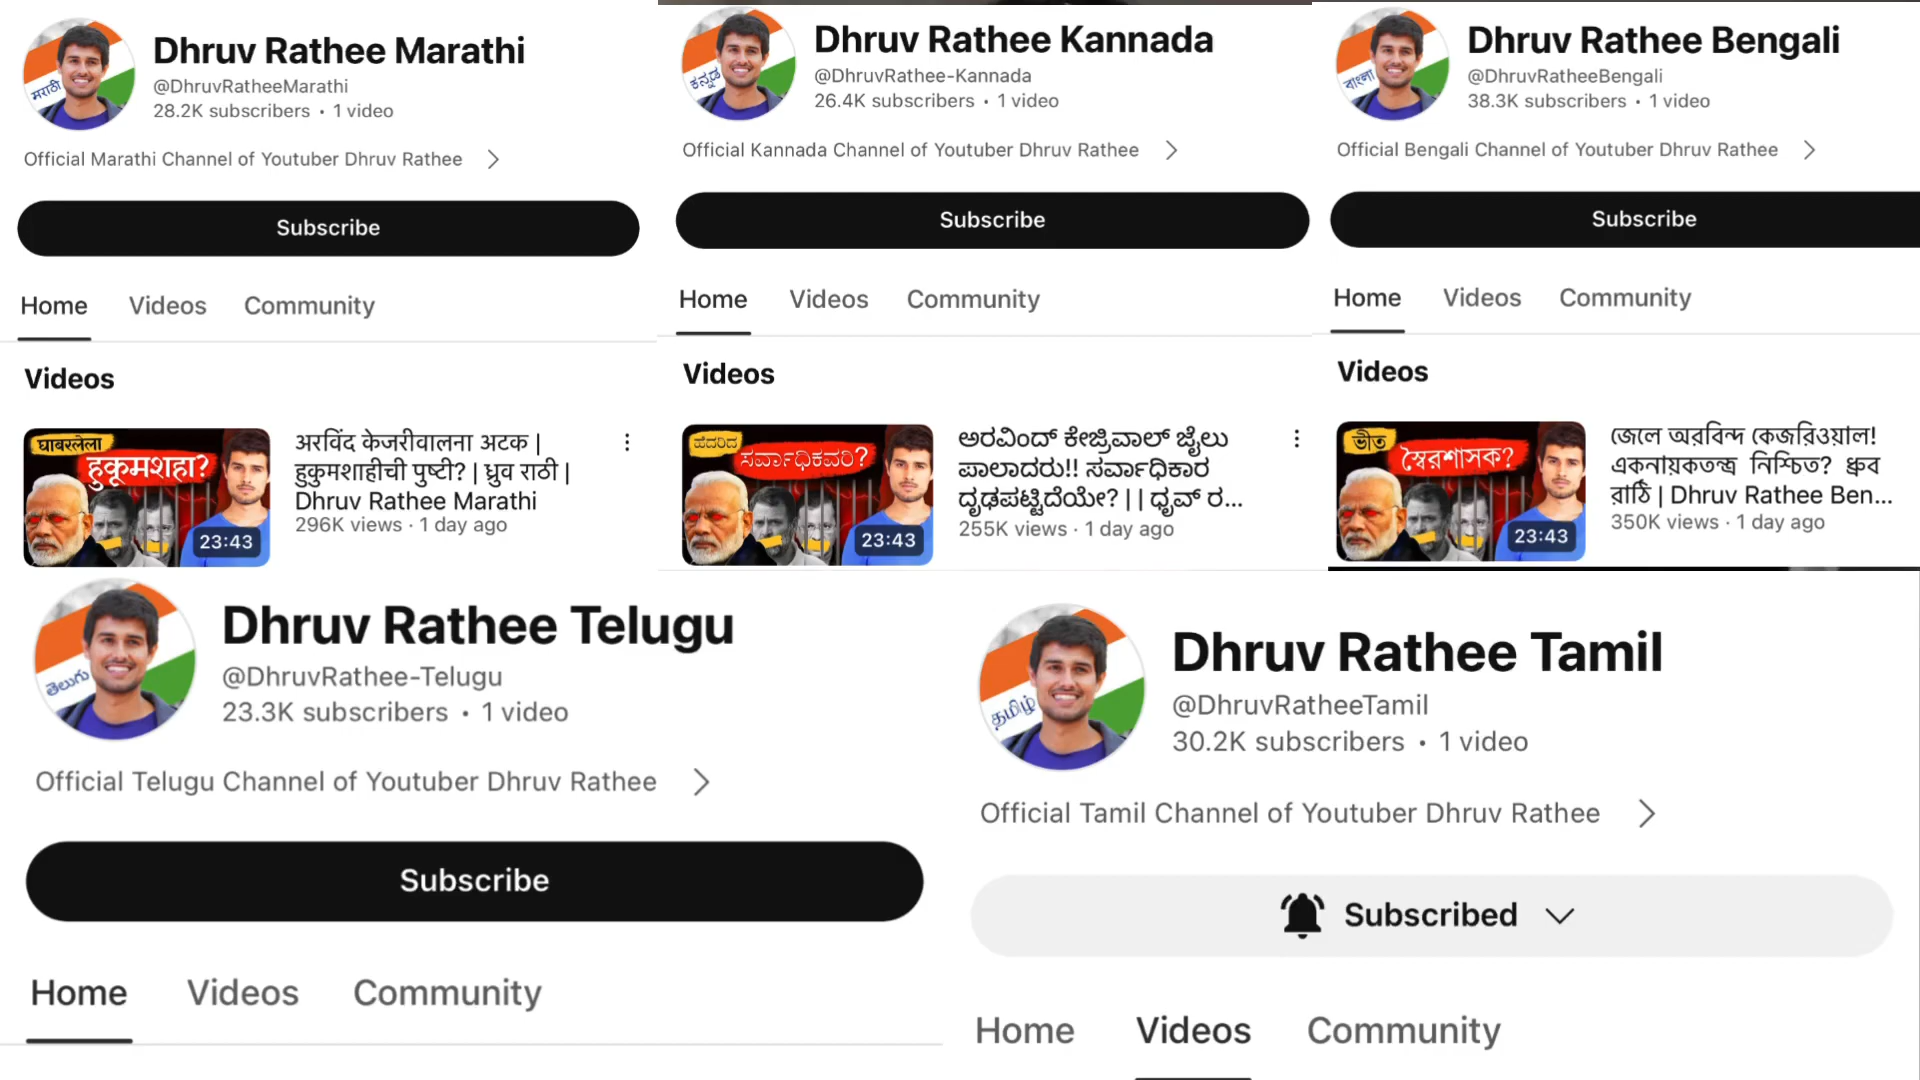 Dhruv Rathee Marathi
@DhruvRatheeMarathi
28.2K subscribers • 1 video
Official Marathi Channel of Youtuber Dhruv Rathee
Subscribe
Home Videos Community
Videos
मराठी
घाबरलेला
हुकूमशहा?
23:43
अरविंद केजरीवालना अटक |
हुकुमशाहीची पुष्टी? | ध्रुव राठी |
Dhruv Rathee Marathi
296K views · 1 day ago
Dhruv Rathee Kannada
@DhruvRathee-Kannada
26.4K subscribers • 1 video
Official Kannada Channel of Youtuber Dhruv Rathee
Subscribe
Home Videos Community
Videos
ಕನ್ನಡ
ಹೆದರಿದ
ಸರ್ವಾಧಿಕಾರಿ?
23:43
ಅರವಿಂದ್ ಕೇಜ್ರಿವಾಲ್ ಜೈಲು
ಪಾಲಾದರು!! ಸರ್ವಾಧಿಕಾರ
ದೃಢಪಟ್ಟಿದೆಯೇ? | | ಧೃವ್ ರ...
255K views · 1 day ago
Dhruv Rathee Bengali
@DhruvRatheeBengali
38.3K subscribers • 1 video
Official Bengali Channel of Youtuber Dhruv Rathee
Subscribe
Home Videos Community
Videos
বাংলা
ভীত
স্বৈরশাসক?
23:43
জেলে অরবিন্দ কেজরিওয়াল!
একনায়কতন্ত্র নিশ্চিত? ধ্রুব
রাঠি | Dhruv Rathee Ben...
350K views · 1 day ago
Dhruv Rathee Telugu
@DhruvRathee-Telugu
23.3K subscribers • 1 video
Official Telugu Channel of Youtuber Dhruv Rathee
Subscribe
Home Videos Community
తెలుగు
Dhruv Rathee Tamil
@DhruvRatheeTamil
30.2K subscribers • 1 video
Official Tamil Channel of Youtuber Dhruv Rathee
Subscribed
Home Videos Community
தமிழ்